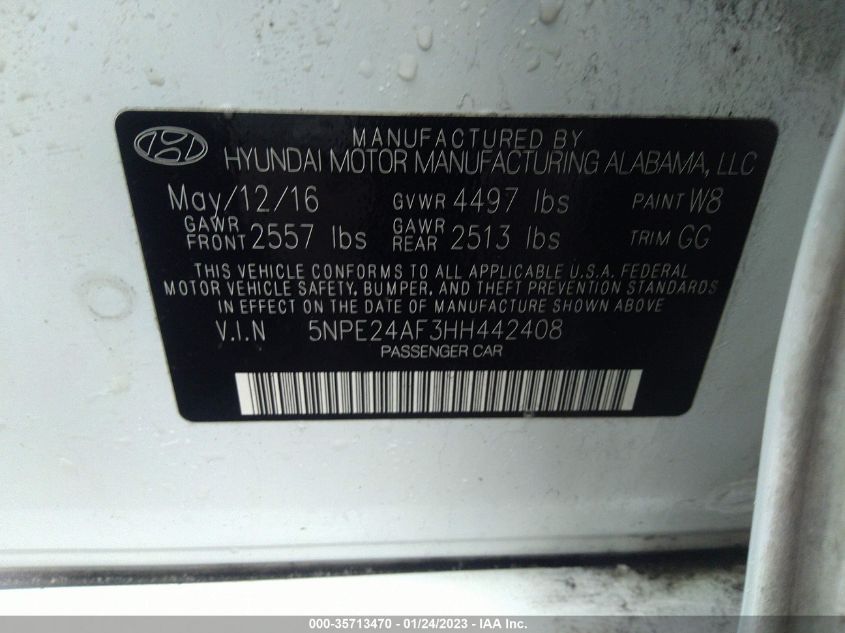 MANUFACTURED BY
HYUNDAI MOTOR MANUFACTURING ALABAMA, LLC
May/12/16 GVWR 4497 lbs PAINT W8
GAWR FRONT 2557 lbs GAWR REAR 2513 lbs TRIM GG
THIS VEHICLE CONFORMS TO ALL APPLICABLE U.S.A. FEDERAL
MOTOR VEHICLE SAFETY, BUMPER, AND THEFT PREVENTION STANDARDS
IN EFFECT ON THE DATE OF MANUFACTURE SHOWN ABOVE
V.I.N 5NPE24AF3HH442408
PASSENGER CAR
000-35713470 - 01/24/2023 - IAA Inc.